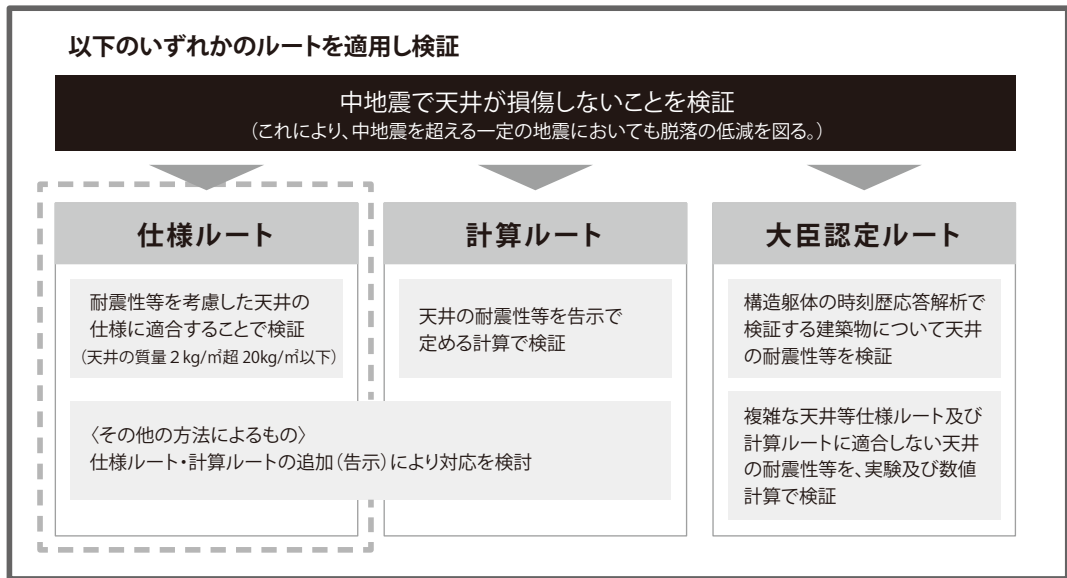 以下のいずれかのルートを適用し検証
中地震で天井が損傷しないことを検証
（これにより、中地震を超える一定の地震においても脱落の低減を図る。）
仕様ルート
耐震性等を考慮した天井の
仕様に適合することで検証
（天井の質量2kg/㎡超 20kg/㎡以下）
計算ルート
天井の耐震性等を告示で
定める計算で検証
〈その他の方法によるもの〉
仕様ルート・計算ルートの追加（告示）により対応を検討
大臣認定ルート
構造躯体の時刻歴応答解析で
検証する建築物について天井
の耐震性等を検証
複雑な天井等仕様ルート及び
計算ルートに適合しない天井
の耐震性等を、実験及び数値
計算で検証